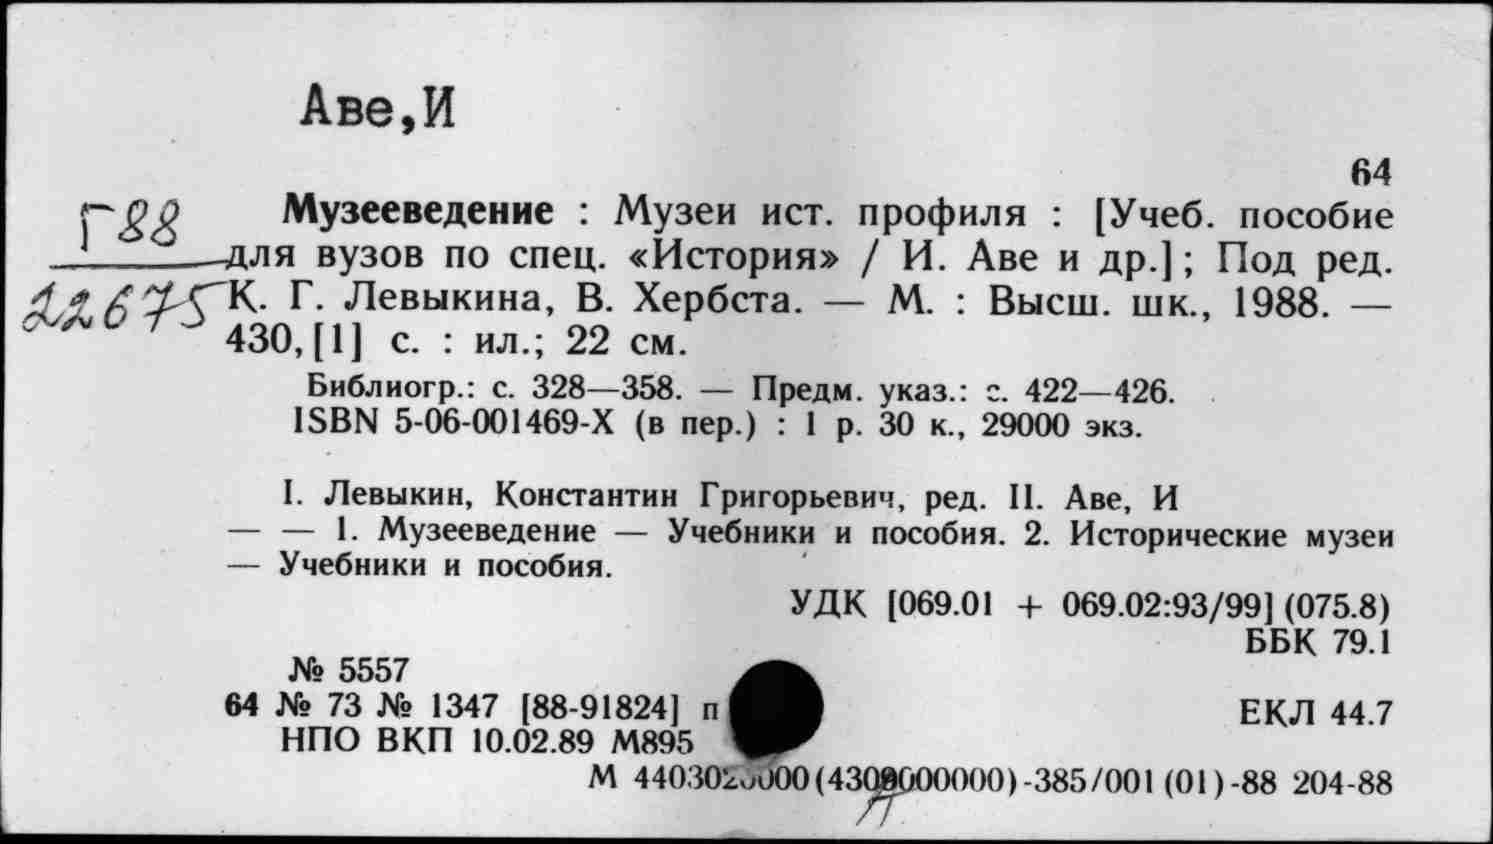 Аве,И
64
Г88
22675
Музееведение : Музеи ист. профиля : [Учеб. пособие
для вузов по спец. «История» / И. Аве и др.] ; Под ред.
К. Г. Левыкина, В. Хербста. — М. : Высш. шк., 1988. —
430, [1] с. : ил.; 22 см.
Библиогр.: с. 328—358. — Предм. указ.: с. 422—426.
ISBN 5-06-001469-X (в пер.) : 1 р. 30 к., 29000 экз.
I. Левыкин, Константин Григорьевич, ред. II. Аве, И
— — 1. Музееведение — Учебники и пособия. 2. Исторические музеи
— Учебники и пособия.
УДК [069.01 + 069.02:93/99] (075.8)
ББК 79.1
№ 5557
64 № 73 № 1347 [88-91824] п
ЕКЛ 44.7
НПО ВКП 10.02.89 М895
М -385/001 (01)-88 204-88